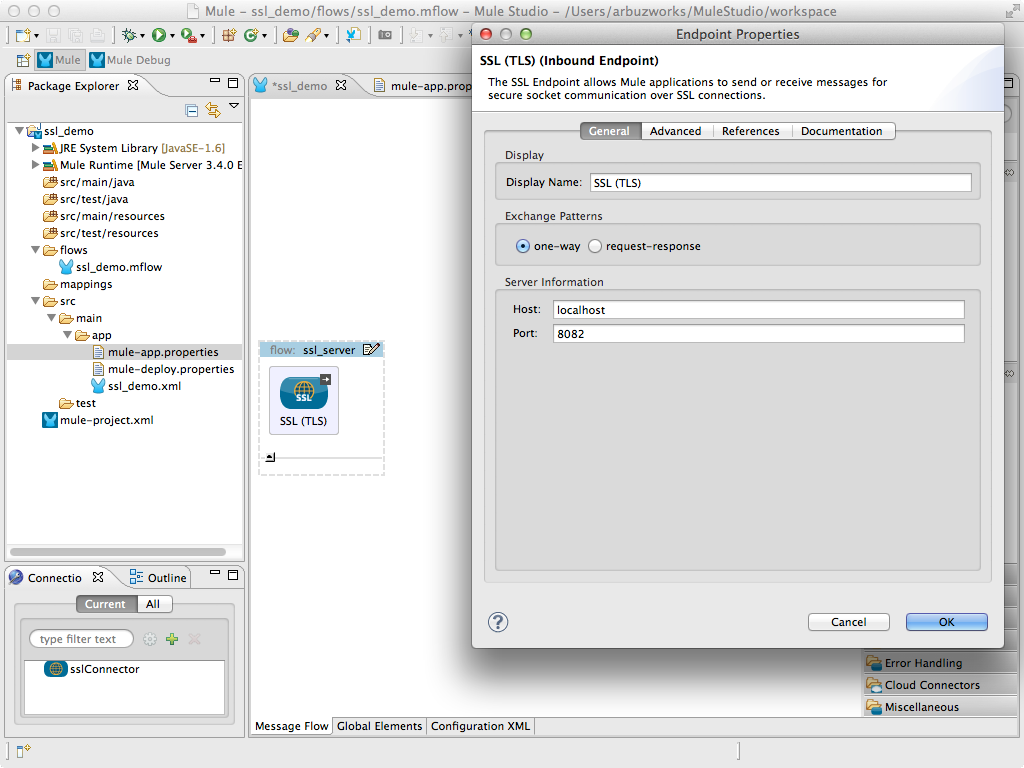 Mule – ssl_demo/flows/ssl_demo.mflow – Mule Studio – /Users/arbuzworks/MuleStudio/workspace
Mule
Mule Debug
Package Explorer
ssl_demo
JRE System Library [JavaSE-1.6]
Mule Runtime [Mule Server 3.4.0 E
src/main/java
src/test/java
src/main/resources
src/test/resources
flows
ssl_demo.mflow
mappings
src
main
app
mule-app.properties
mule-deploy.properties
ssl_demo.xml
test
mule-project.xml
Connectio
Outline
Current
All
type filter text
sslConnector
*ssl_demo
mule-app.prop
flow: ssl_server
SSL
SSL (TLS)
Message Flow
Global Elements
Configuration XML
Endpoint Properties
SSL (TLS) (Inbound Endpoint)
The SSL Endpoint allows Mule applications to send or receive messages for
secure socket communication over SSL connections.
General
Advanced
References
Documentation
Display
Display Name: SSL (TLS)
Exchange Patterns
one-way
request-response
Server Information
Host: localhost
Port: 8082
?
Cancel
OK
Error Handling
Cloud Connectors
Miscellaneous